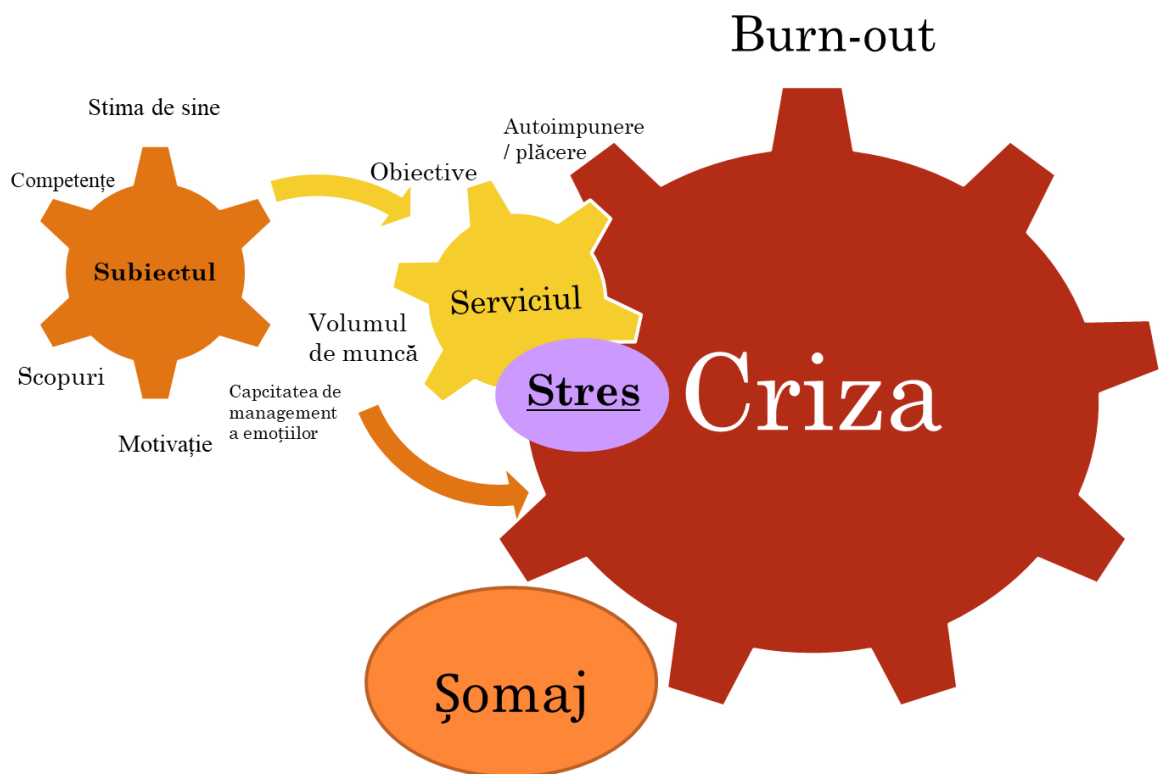 Burn-out
Stima de sine
Autoimpunere
/ plăcere
Competențe
Obiective
Subiectul
Serviciul
Volumul
de muncă
Scopuri
Capcitatea de
management
a emoțiilor
Motivație
Stres
Criza
Șomaj